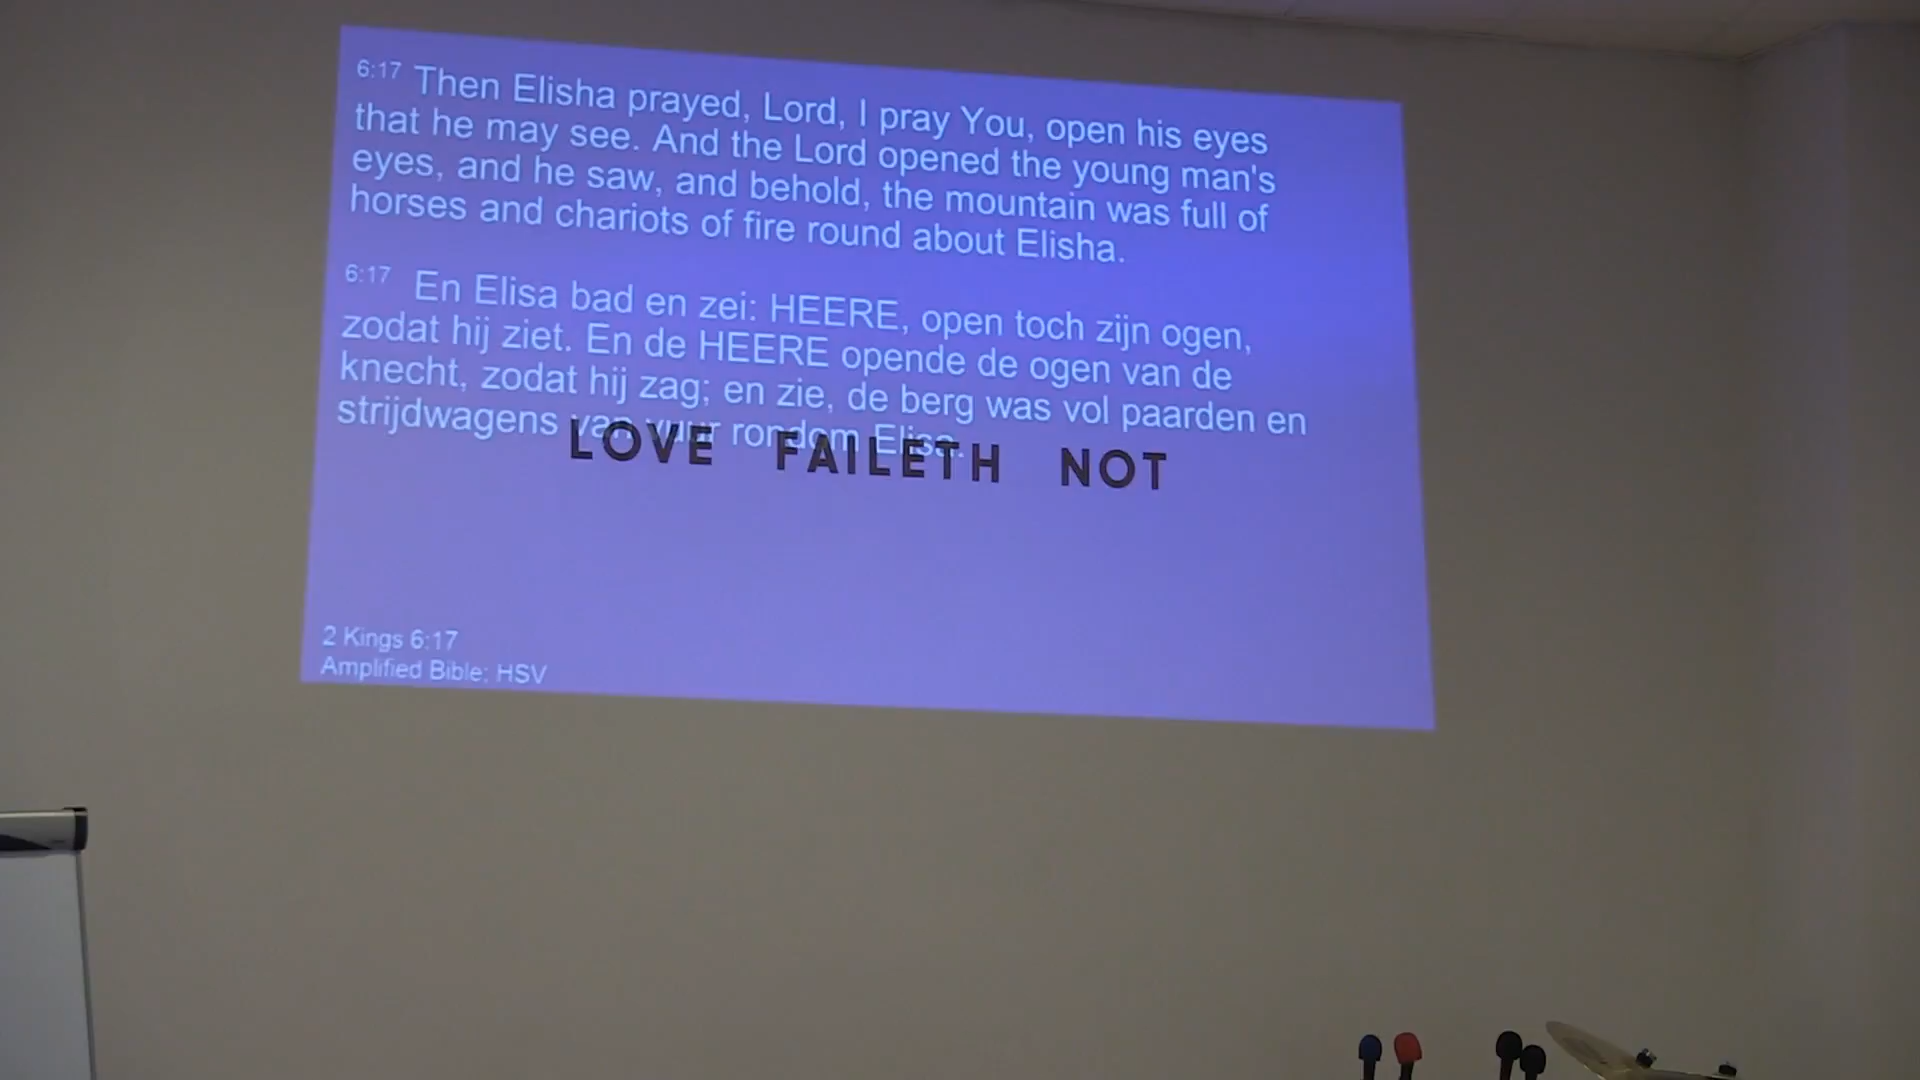 6:17 Then Elisha prayed, Lord, I pray You, open his eyes
that he may see. And the Lord opened the young man's
eyes, and he saw, and behold, the mountain was full of
horses and chariots of fire round about Elisha.
6:17 En Elisa bad en zei: HEERE, open toch zijn ogen,
zodat hij ziet. En de HEERE opende de ogen van de
knecht, zodat hij zag; en zie, de berg was vol paarden en
strijdwagens van vuur rondom Elisa.
LOVE FAILETH NOT
2 Kings 6:17
Amplified Bible; HSV